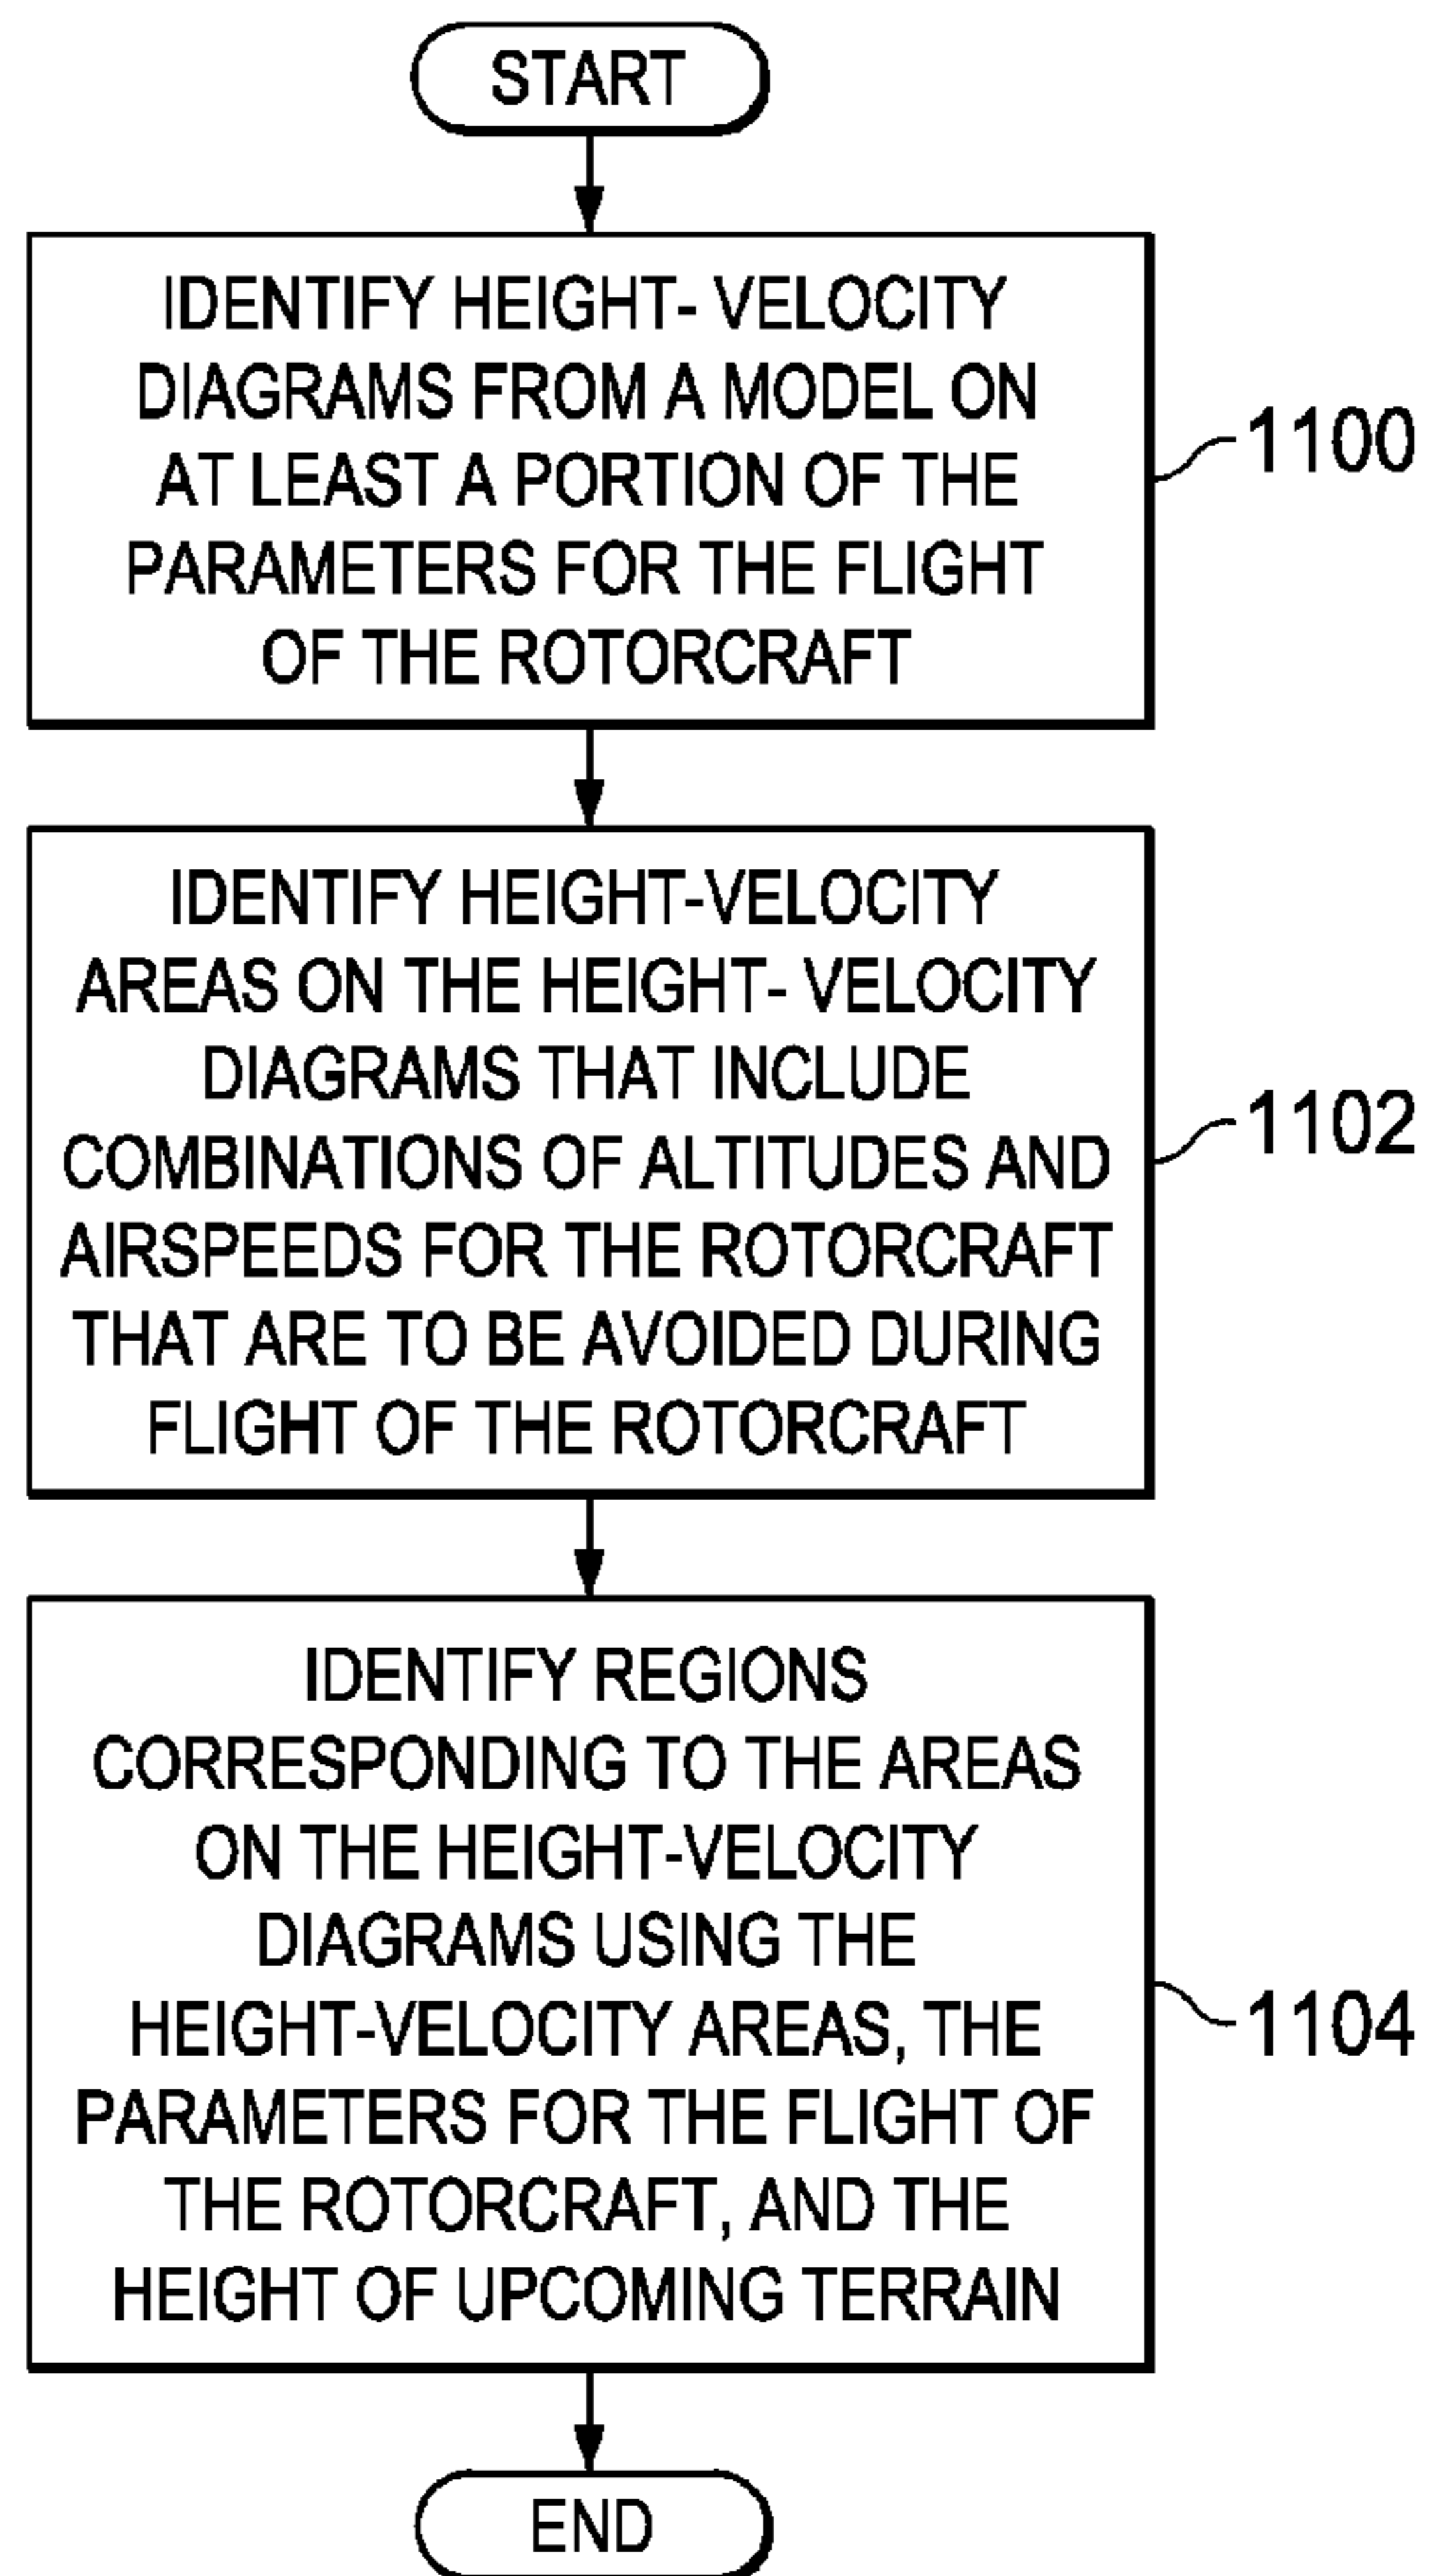 START
IDENTIFY HEIGHT- VELOCITY
DIAGRAMS FROM A MODEL ON
AT LEAST A PORTION OF THE
PARAMETERS FOR THE FLIGHT
OF THE ROTORCRAFT
1100
IDENTIFY HEIGHT-VELOCITY
AREAS ON THE HEIGHT- VELOCITY
DIAGRAMS THAT INCLUDE
COMBINATIONS OF ALTITUDES AND
AIRSPEEDS FOR THE ROTORCRAFT
THAT ARE TO BE AVOIDED DURING
FLIGHT OF THE ROTORCRAFT
1102
IDENTIFY REGIONS
CORRESPONDING TO THE AREAS
ON THE HEIGHT-VELOCITY
DIAGRAMS USING THE
HEIGHT-VELOCITY AREAS, THE
PARAMETERS FOR THE FLIGHT OF
THE ROTORCRAFT, AND THE
HEIGHT OF UPCOMING TERRAIN
1104
END